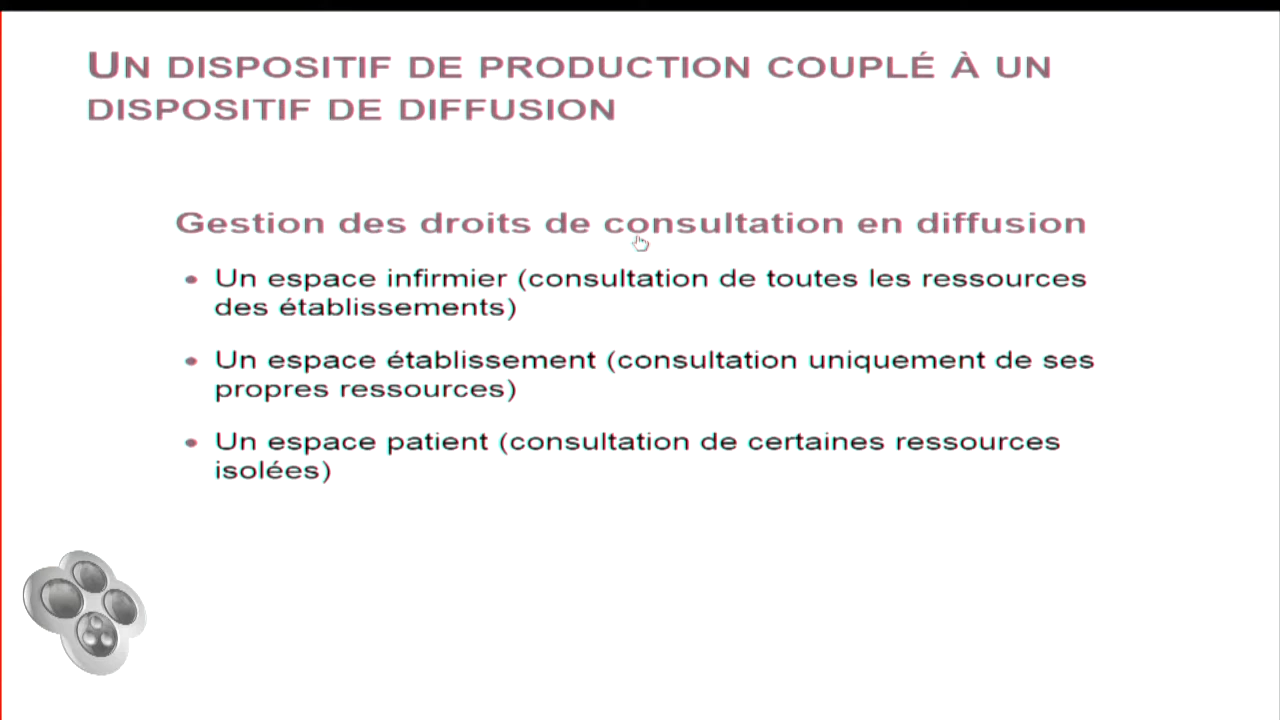 UN DISPOSITIF DE PRODUCTION COUPLÉ À UN
DISPOSITIF DE DIFFUSION
Gestion des droits de consultation en diffusion
• Un espace infirmier (consultation de toutes les ressources
des établissements)
• Un espace établissement (consultation uniquement de ses
propres ressources)
• Un espace patient (consultation de certaines ressources
isolées)